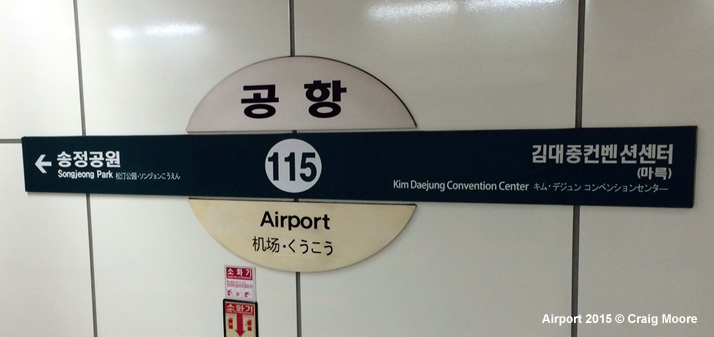 공항
← 송정공원
Songjeong Park 松汀公園・ソンジョンこうえん
115
김대중컨벤션센터
(마륵)
Kim Daejung Convention Center キム・デジュン コンベンションセンター
Airport
机场・くうこう
소화기
소화기
Airport 2015 © Craig Moore